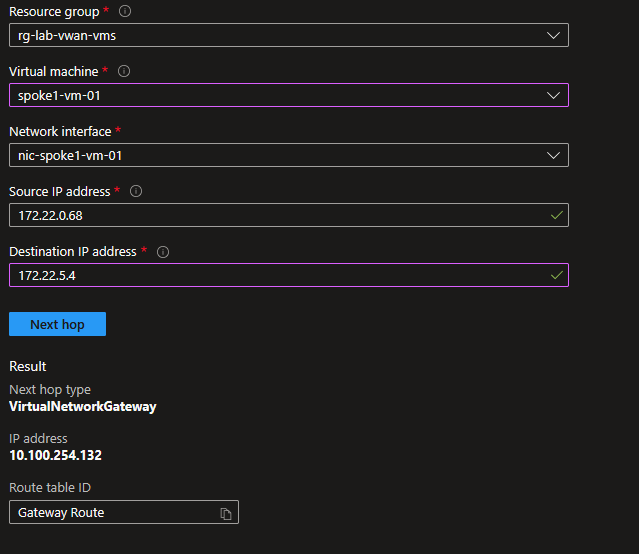 Resource group *
rg-lab-vwan-vms
Virtual machine *
spoke1-vm-01
Network interface *
nic-spoke1-vm-01
Source IP address *
172.22.0.68
Destination IP address *
172.22.5.4
Next hop
Result
Next hop type
VirtualNetworkGateway
IP address
10.100.254.132
Route table ID
Gateway Route